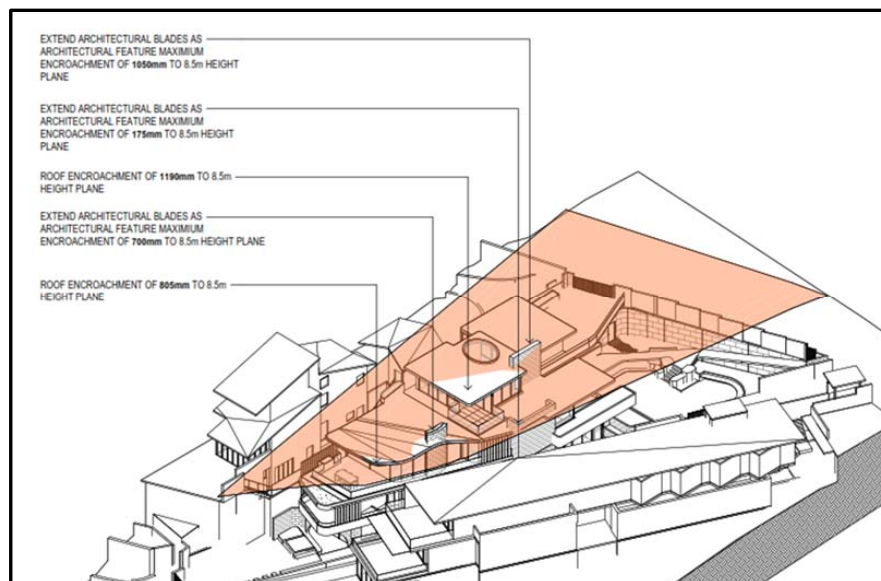 EXTEND ARCHITECTURAL BLADES AS
ARCHITECTURAL FEATURE MAXIMIUM
ENCROACHMENT OF 1050mm TO 8.5m HEIGHT
PLANE
EXTEND ARCHITECTURAL BLADES AS
ARCHITECTURAL FEATURE MAXIMIUM
ENCROACHMENT OF 175mm TO 8.5m HEIGHT
PLANE
ROOF ENCROACHMENT OF 1190mm TO 8.5m
HEIGHT PLANE
EXTEND ARCHITECTURAL BLADES AS
ARCHITECTURAL FEATURE MAXIMIUM
ENCROACHMENT OF 700mm TO 8.5m HEIGHT PLANE
ROOF ENCROACHMENT OF 805mm TO 8.5m
HEIGHT PLANE